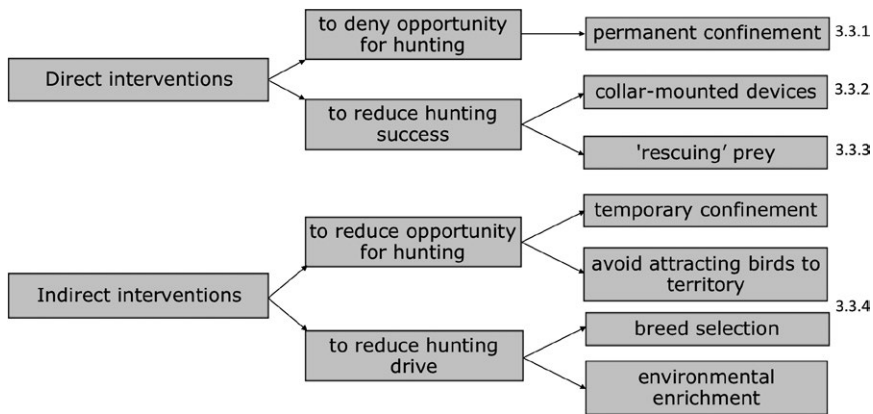 to deny opportunity
for hunting
permanent confinement
3.3.1
Direct interventions
collar-mounted devices
3.3.2
to reduce hunting
success
'rescuing’ prey
3.3.3
temporary confinement
to reduce opportunity
for hunting
avoid attracting birds to
territory
Indirect interventions
3.3.4
breed selection
to reduce hunting
drive
environmental
enrichment